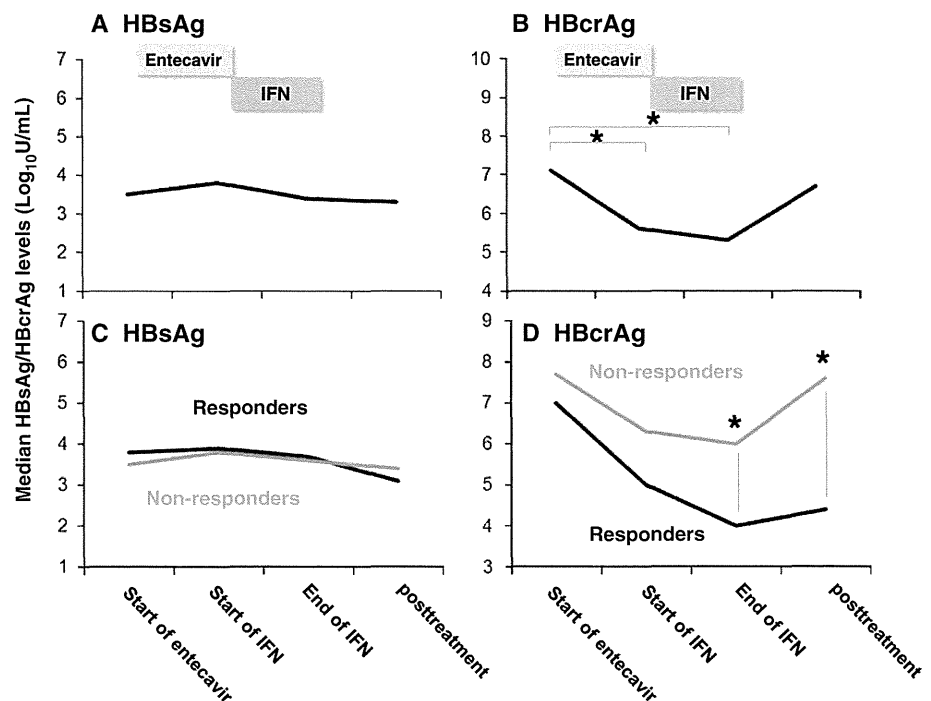 A HBsAg
7
6
5
4
3
2
1
Entecavir
IFN
B HBcrAg
10
9
8
7
6
5
4
Entecavir
IFN
*
*
Median HBsAg/HBcrAg levels (Log10U/mL)
C HBsAg
7
6
5
4
3
2
1
Responders
Non-responders
D HBcrAg
9
8
7
6
5
4
3
Non-responders
*
*
Responders
Start of entecavir
Start of IFN
End of IFN
posttreatment
Start of entecavir
Start of IFN
End of IFN
posttreatment